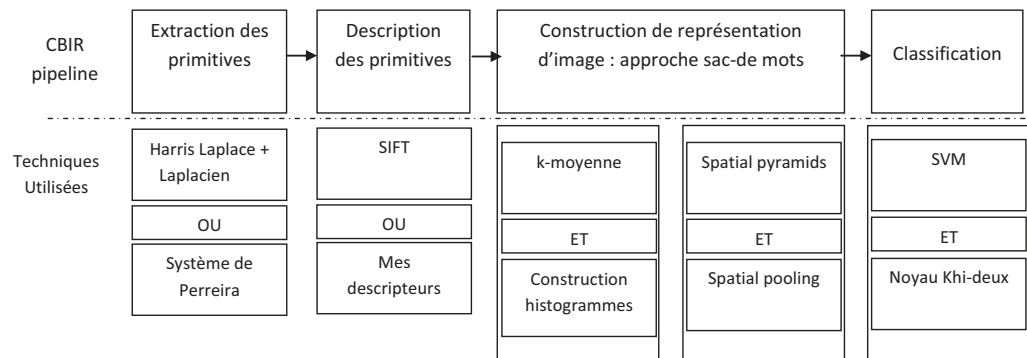 CBIR
pipeline
Extraction des
primitives
Description
des primitives
Construction de représentation
d’image : approche sac-de mots
Classification
Techniques
Utilisées
Harris Laplace +
Laplacien
OU
Système de
Perreira
SIFT
OU
Mes
descripteurs
k-moyenne
ET
Construction
histogrammes
Spatial pyramids
ET
Spatial pooling
SVM
ET
Noyau Khi-deux